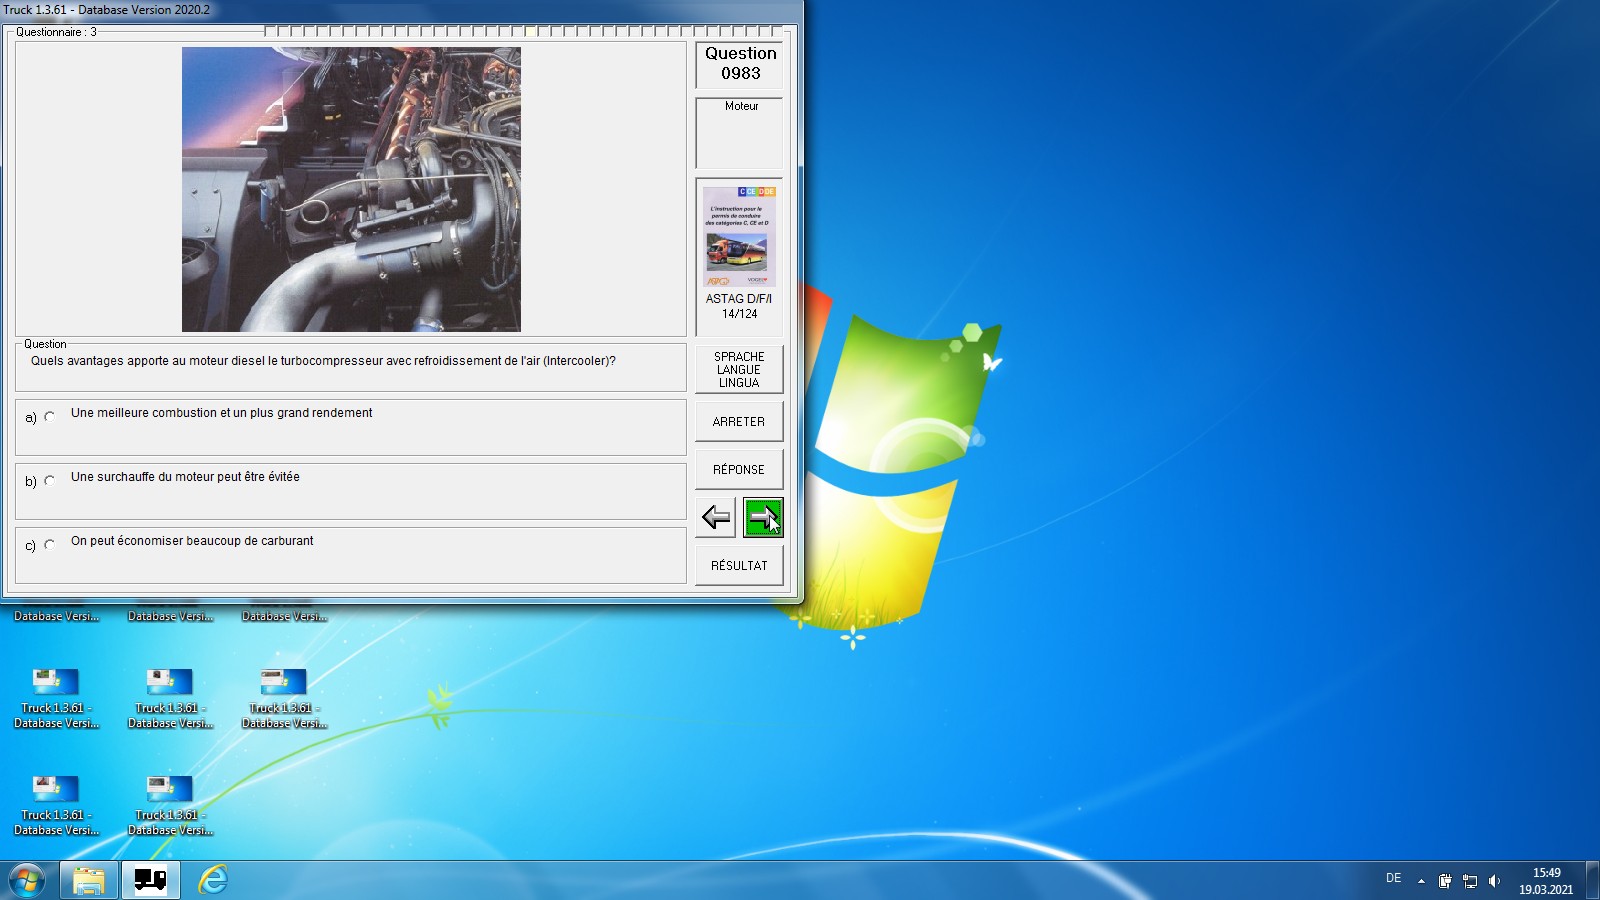 Truck 1.3.61 - Database Version 2020.2
Questionnaire : 3
Question
0983
Moteur
C CE D DE
L'instruction pour le
permis de conduire
des catégories C, CE et D
ASTAG D/F/I
14/124
Question
Quels avantages apporte au moteur diesel le turbocompresseur avec refroidissement de l'air (Intercooler)?
a) Une meilleure combustion et un plus grand rendement
b) Une surchauffe du moteur peut être évitée
c) On peut économiser beaucoup de carburant
SPRACHE
LANGUE
LINGUA
ARRETER
RÉPONSE
RÉSULTAT
Database Versi... Database Versi... Database Versi...
Truck 1.3.61 - Truck 1.3.61 - Truck 1.3.61 -
Database Versi... Database Versi... Database Versi...
Truck 1.3.61 - Truck 1.3.61 -
Database Versi... Database Versi...
DE
15:49
19.03.2021